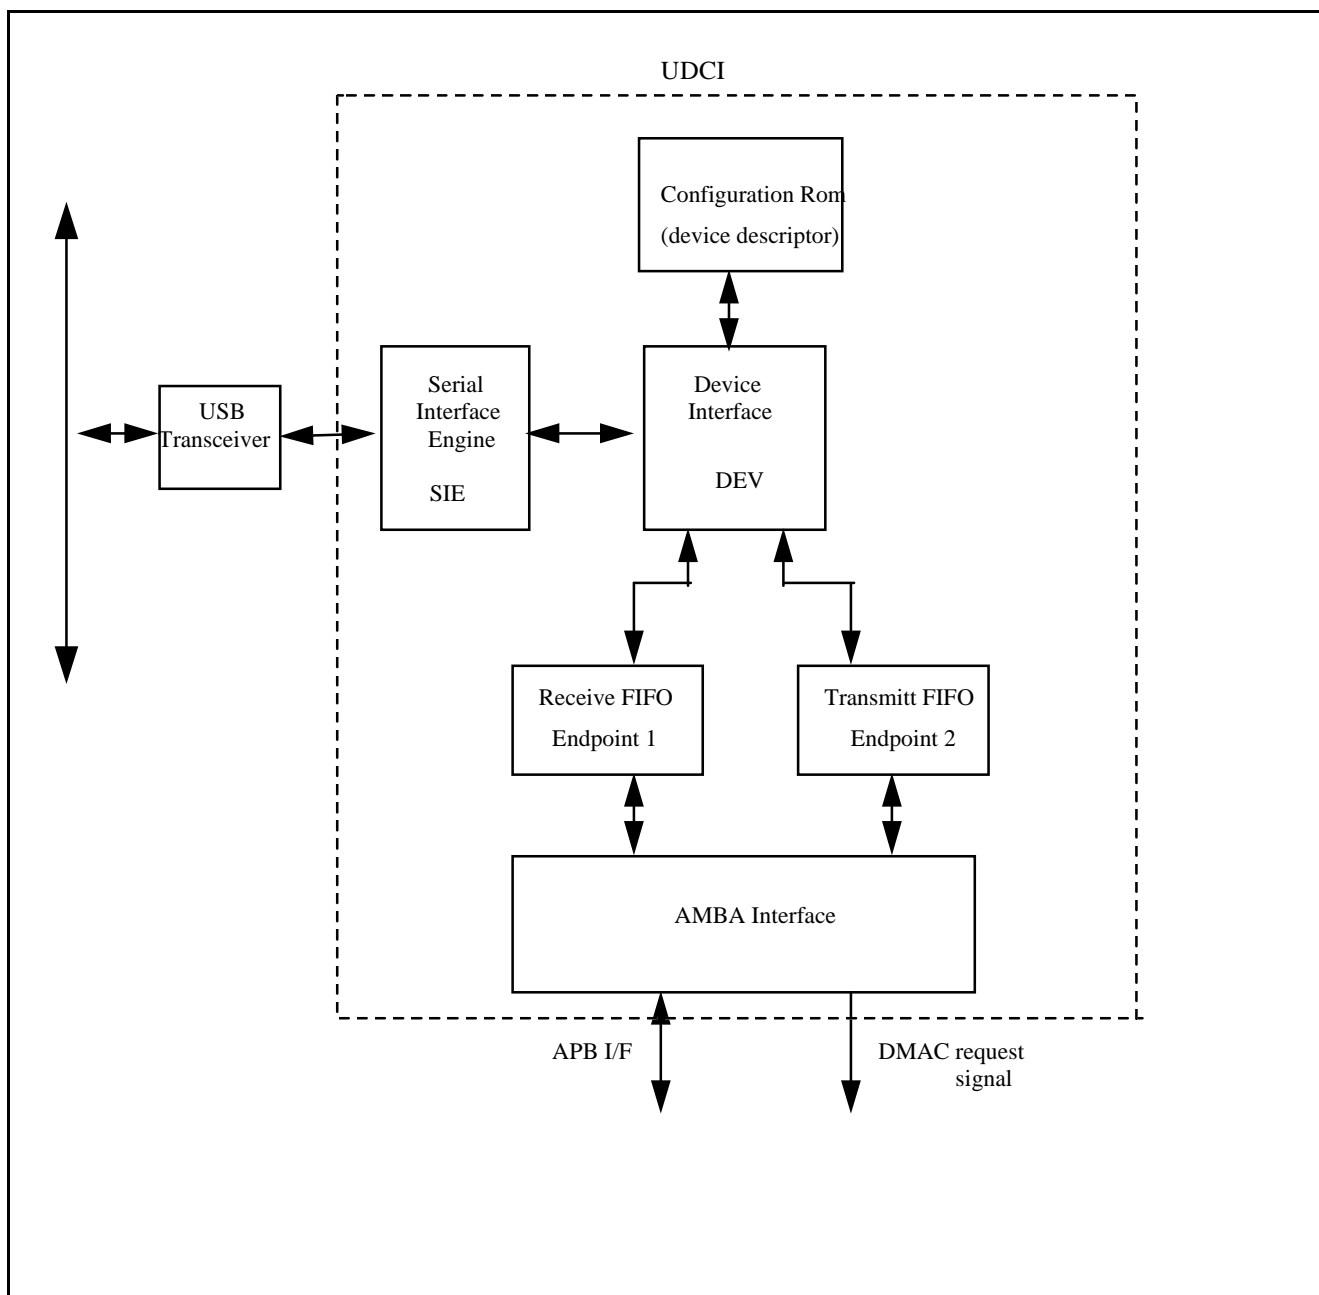 UDCI
Configuration Rom
(device descriptor)
USB
Transceiver
Serial
Interface
Engine
SIE
Device
Interface
DEV
Receive FIFO
Endpoint 1
Transmitt FIFO
Endpoint 2
AMBA Interface
APB I/F
DMAC request
signal